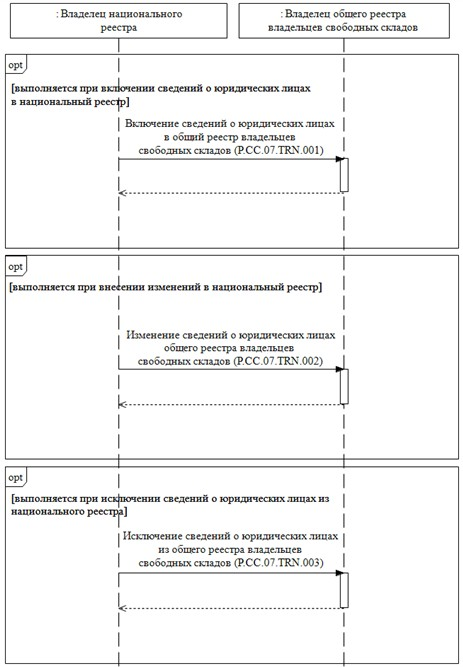 : Владелец национального
реестра
: Владелец общего реестра
владельцев свободных складов
opt
[выполняется при включении сведений о юридических лицах
в национальный реестр]
Включение сведений о юридических лицах
в общий реестр владельцев
свободных складов (P.CC.07.TRN.001)
opt
[выполняется при внесении изменений в национальный реестр]
Изменение сведений о юридических лицах
общего реестра владельцев
свободных складов (P.CC.07.TRN.002)
opt
[выполняется при исключении сведений о юридических лицах из
национального реестра]
Исключение сведений о юридических лицах
из общего реестра владельцев
свободных складов (P.CC.07.TRN.003)